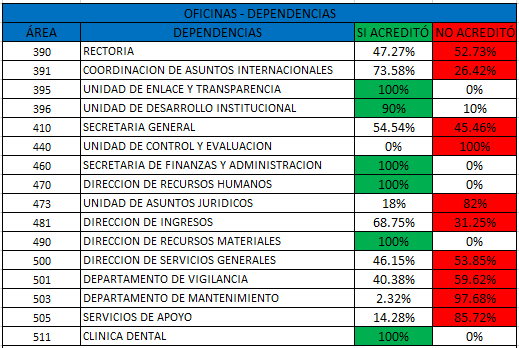 OFICINAS - DEPENDENCIAS
ÁREA DEPENDENCIAS SI ACREDITÓ NO ACREDITÓ
390 RECTORIA 47.27% 52.73%
391 COORDINACION DE ASUNTOS INTERNACIONALES 73.58% 26.42%
395 UNIDAD DE ENLACE Y TRANSPARENCIA 100% 0%
396 UNIDAD DE DESARROLLO INSTITUCIONAL 90% 10%
410 SECRETARIA GENERAL 54.54% 45.46%
440 UNIDAD DE CONTROL Y EVALUACION 0% 100%
460 SECRETARIA DE FINANZAS Y ADMINISTRACION 100% 0%
470 DIRECCION DE RECURSOS HUMANOS 100% 0%
473 UNIDAD DE ASUNTOS JURIDICOS 18% 82%
481 DIRECCION DE INGRESOS 68.75% 31.25%
490 DIRECCION DE RECURSOS MATERIALES 100% 0%
500 DIRECCION DE SERVICIOS GENERALES 46.15% 53.85%
501 DEPARTAMENTO DE VIGILANCIA 40.38% 59.62%
503 DEPARTAMENTO DE MANTENIMIENTO 2.32% 97.68%
505 SERVICIOS DE APOYO 14.28% 85.72%
511 CLINICA DENTAL 100% 0%